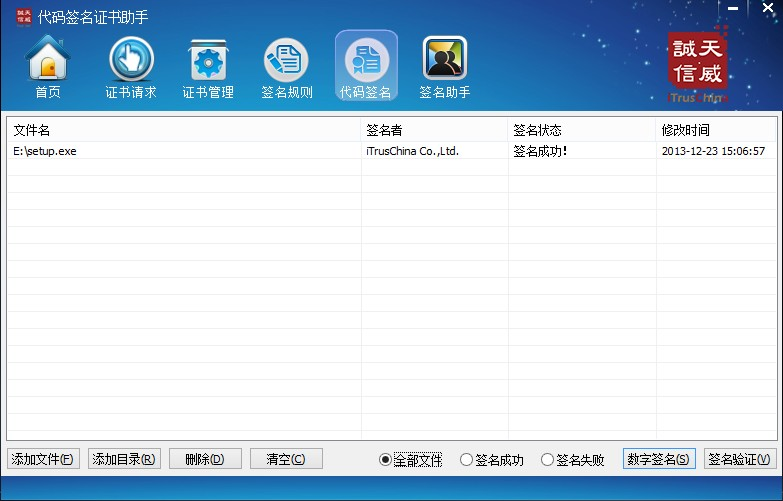 誠天信威 代码签名证书助手
首页 证书请求 证书管理 签名规则 代码签名 签名助手
誠天
信威
iTrusChina
文件名 签名者 签名状态 修改时间
E:\setup.exe iTrusChina Co.,Ltd. 签名成功! 2013-12-23 15:06:57
添加文件(F) 添加目录(R) 删除(D) 清空(C) 全部文件 签名成功 签名失败 数字签名(S) 签名验证(V)